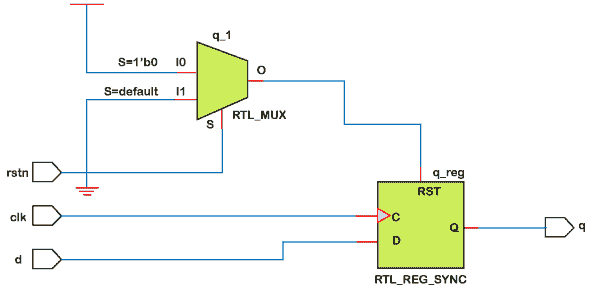 q_1
S=1'b0 I0
O
S=default I1
S
RTL_MUX
rstn
q_reg
RST
clk
C
Q
q
D
d
RTL_REG_SYNC